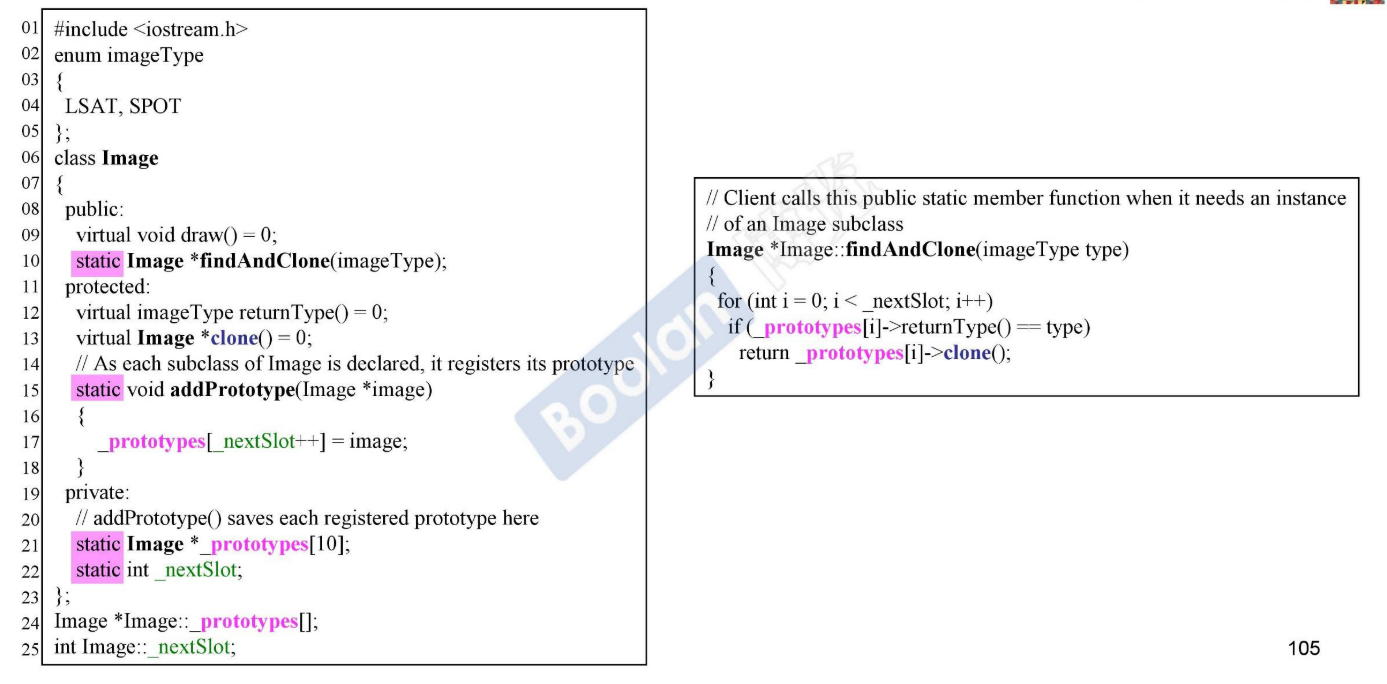 01 #include <iostream.h>
02 enum imageType
03 {
04 LSAT, SPOT
05 };
06 class Image
07 {
08 public:
09 virtual void draw() = 0;
10 static Image *findAndClone(imageType);
11 protected:
12 virtual imageType returnType() = 0;
13 virtual Image *clone() = 0;
14 // As each subclass of Image is declared, it registers its prototype
15 static void addPrototype(Image *image)
16 {
17 _prototypes[_nextSlot++] = image;
18 }
19 private:
20 // addPrototype() saves each registered prototype here
21 static Image *_prototypes[10];
22 static int _nextSlot;
23 };
24 Image *Image::_prototypes[];
25 int Image::_nextSlot;
// Client calls this public static member function when it needs an instance
// of an Image subclass
Image *Image::findAndClone(imageType type)
{
for (int i = 0; i < _nextSlot; i++)
if (_prototypes[i]->returnType() == type)
return _prototypes[i]->clone();
}
Boolan
博览
105